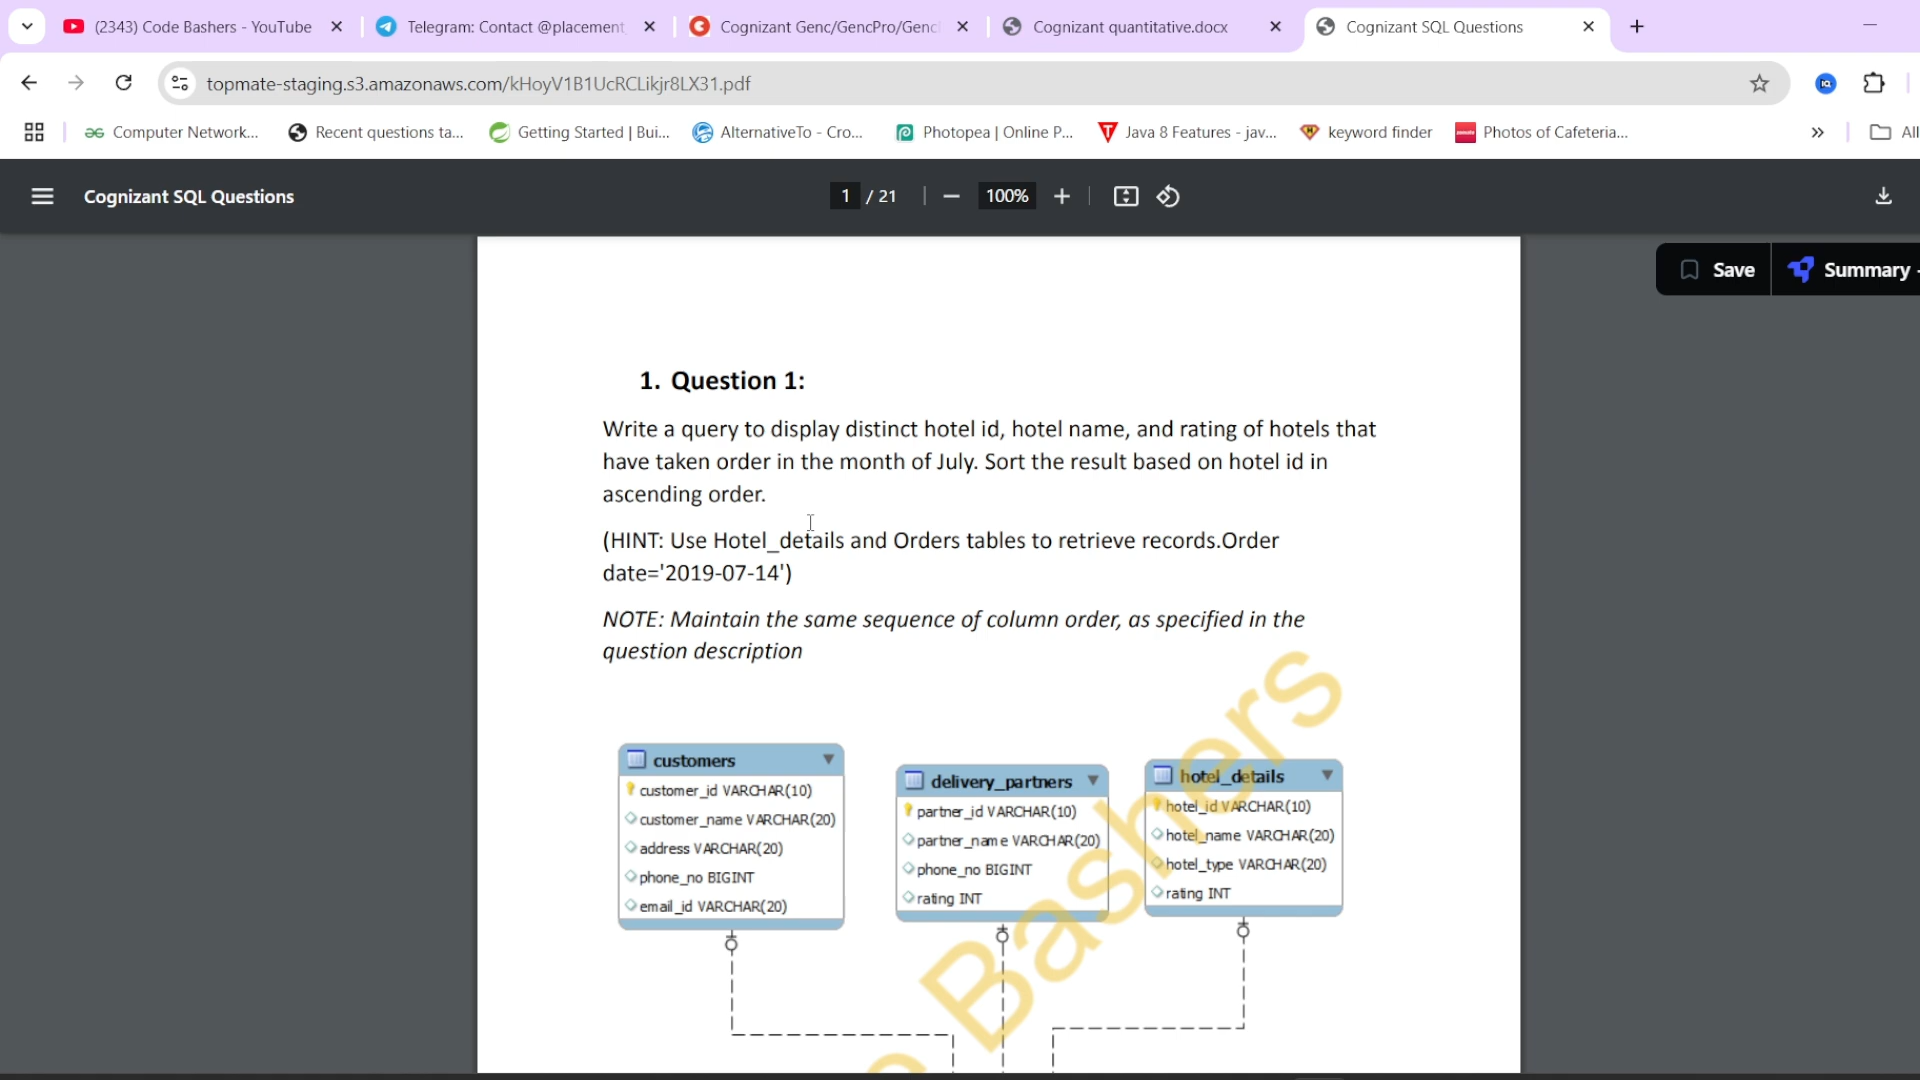 (2343) Code Bashers - YouTube
Telegram: Contact @placement
Cognizant Genc/GencPro/Genc
Cognizant quantitative.docx
Cognizant SQL Questions
topmate-staging.s3.amazonaws.com/kHoyV1B1UcRCLikjr8LX31.pdf
Computer Network...
Recent questions ta...
Getting Started | Bui...
AlternativeTo - Cro...
Photopea | Online P...
Java 8 Features - jav...
keyword finder
Photos of Cafeteria...
All
Cognizant SQL Questions
1 / 21
100%
Save
Summary
1. Question 1:
Write a query to display distinct hotel id, hotel name, and rating of hotels that
have taken order in the month of July. Sort the result based on hotel id in
ascending order.
(HINT: Use Hotel_details and Orders tables to retrieve records.Order
date='2019-07-14')
NOTE: Maintain the same sequence of column order, as specified in the
question description
customers
customer_id VARCHAR(10)
customer_name VARCHAR(20)
address VARCHAR(20)
phone_no BIGINT
email_id VARCHAR(20)
delivery_partners
partner_id VARCHAR(10)
partner_name VARCHAR(20)
phone_no BIGINT
rating INT
hotel_details
hotel_id VARCHAR(10)
hotel_name VARCHAR(20)
hotel_type VARCHAR(20)
rating INT
Bashers